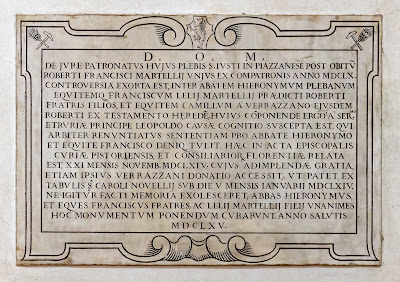 D. O. M.
DE JVRE PATRONATVS HVJVS PLEBIS S. IVSTI IN PIAZZANESE POST OBITŪ
ROBERTI FRANCISCI MARTELLIJ VNJVS EX COMPATRONIS ANNO MDCLX.
CONTROVERSIA EXORTA EST, INTER ABATEM HIERONYMVM PLEBANVM
EQVITEMQ. FRANCISCVM LELIJ MARTELLIJ PRÆDICTI ROBERTI
FRATRIS FILIOS, ET EQVITEM CAMILLVM A VERRAZZANO EJVSDEM
ROBERTI EX TESTAMENTO HEREDĒ, HVIVS CŌPONENDE ERGO A SER.
ETRVRIÆ PRINCIPE LEOPOLDO CAVSÆ COGNITIO SVSCEPTA EST, QVI
ARBITER RENVNTIATVS SENTENTIAM PRO ABBATE HIERONYMO
ET EQVITE FRANCISCO DENIQ. TVLIT. HÆC IN ACTA EPISCOPALIS
CVRIÆ PISTORIENSIS, ET CONSILIARIOR. FLORENTIÆ RELATA
EST, XXI MENSIS NOVEMB. MDCLXIV. CVJVS ADIMPLENDÆ GRATIA,
ETIAM IPSIVS VERRAZZANI DONATIO ACCESSIT, VT PATET EX
TABVLIS S. CAROLI NOVELLIJ SVB DIE V MENSIS IANVARIJ MDCLXIV.
NE IGITVR FACTI MEMORIA EXOLESCERET, ABBAS HIERONYMVS,
ET EQVES FRANCISCVS FRATRES, AC LELIJ MARTELLIJ FILIJ VNANIMES
HOC MONVMENTVM PONENDVM CVRARVNT. ANNO SALVTIS
MDCLXV.